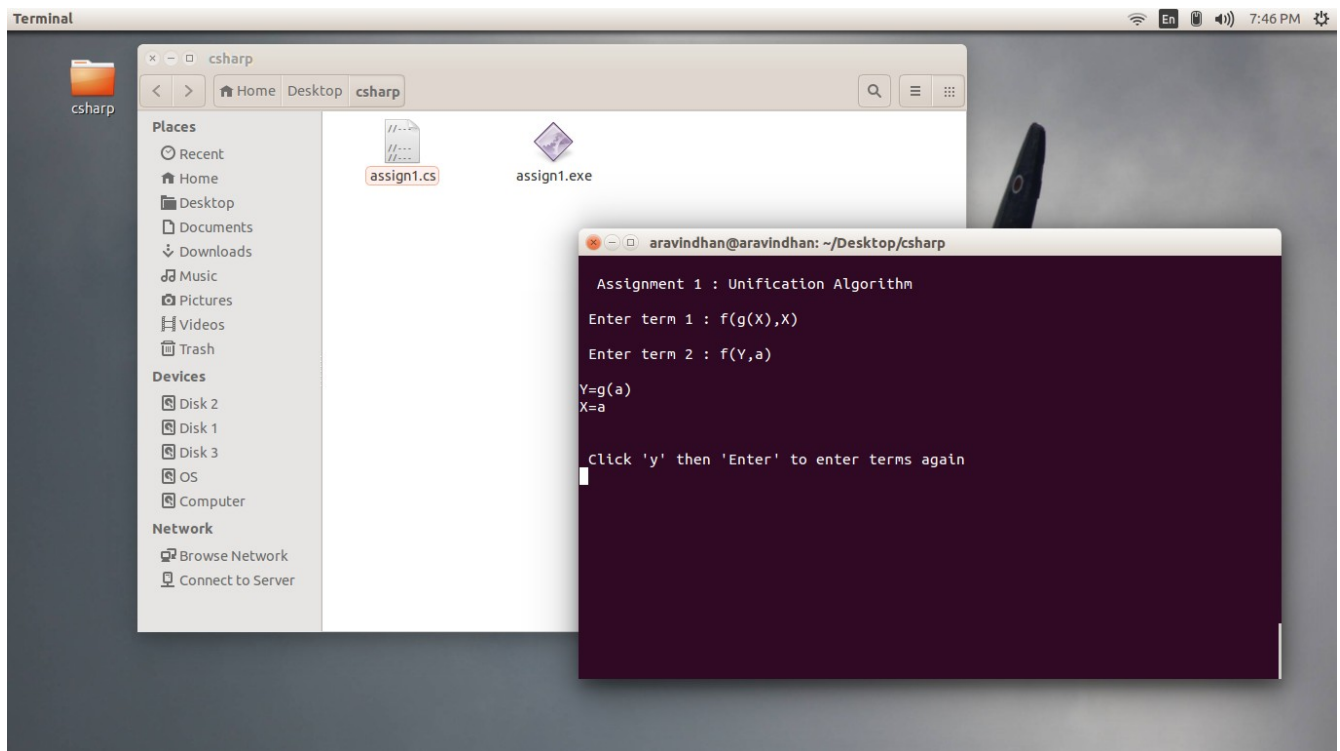 Terminal
En
7:46 PM
csharp
csharp
Home Desktop csharp
Places
Recent
Home
Desktop
Documents
Downloads
Music
Pictures
Videos
Trash
Devices
Disk 2
Disk 1
Disk 3
OS
Computer
Network
Browse Network
Connect to Server
//---
//---
//---
assign1.cs
assign1.exe
aravindhan@aravindhan: ~/Desktop/csharp
Assignment 1 : Unification Algorithm
Enter term 1 : f(g(X),X)
Enter term 2 : f(Y,a)
Y=g(a)
X=a
Click 'y' then 'Enter' to enter terms again